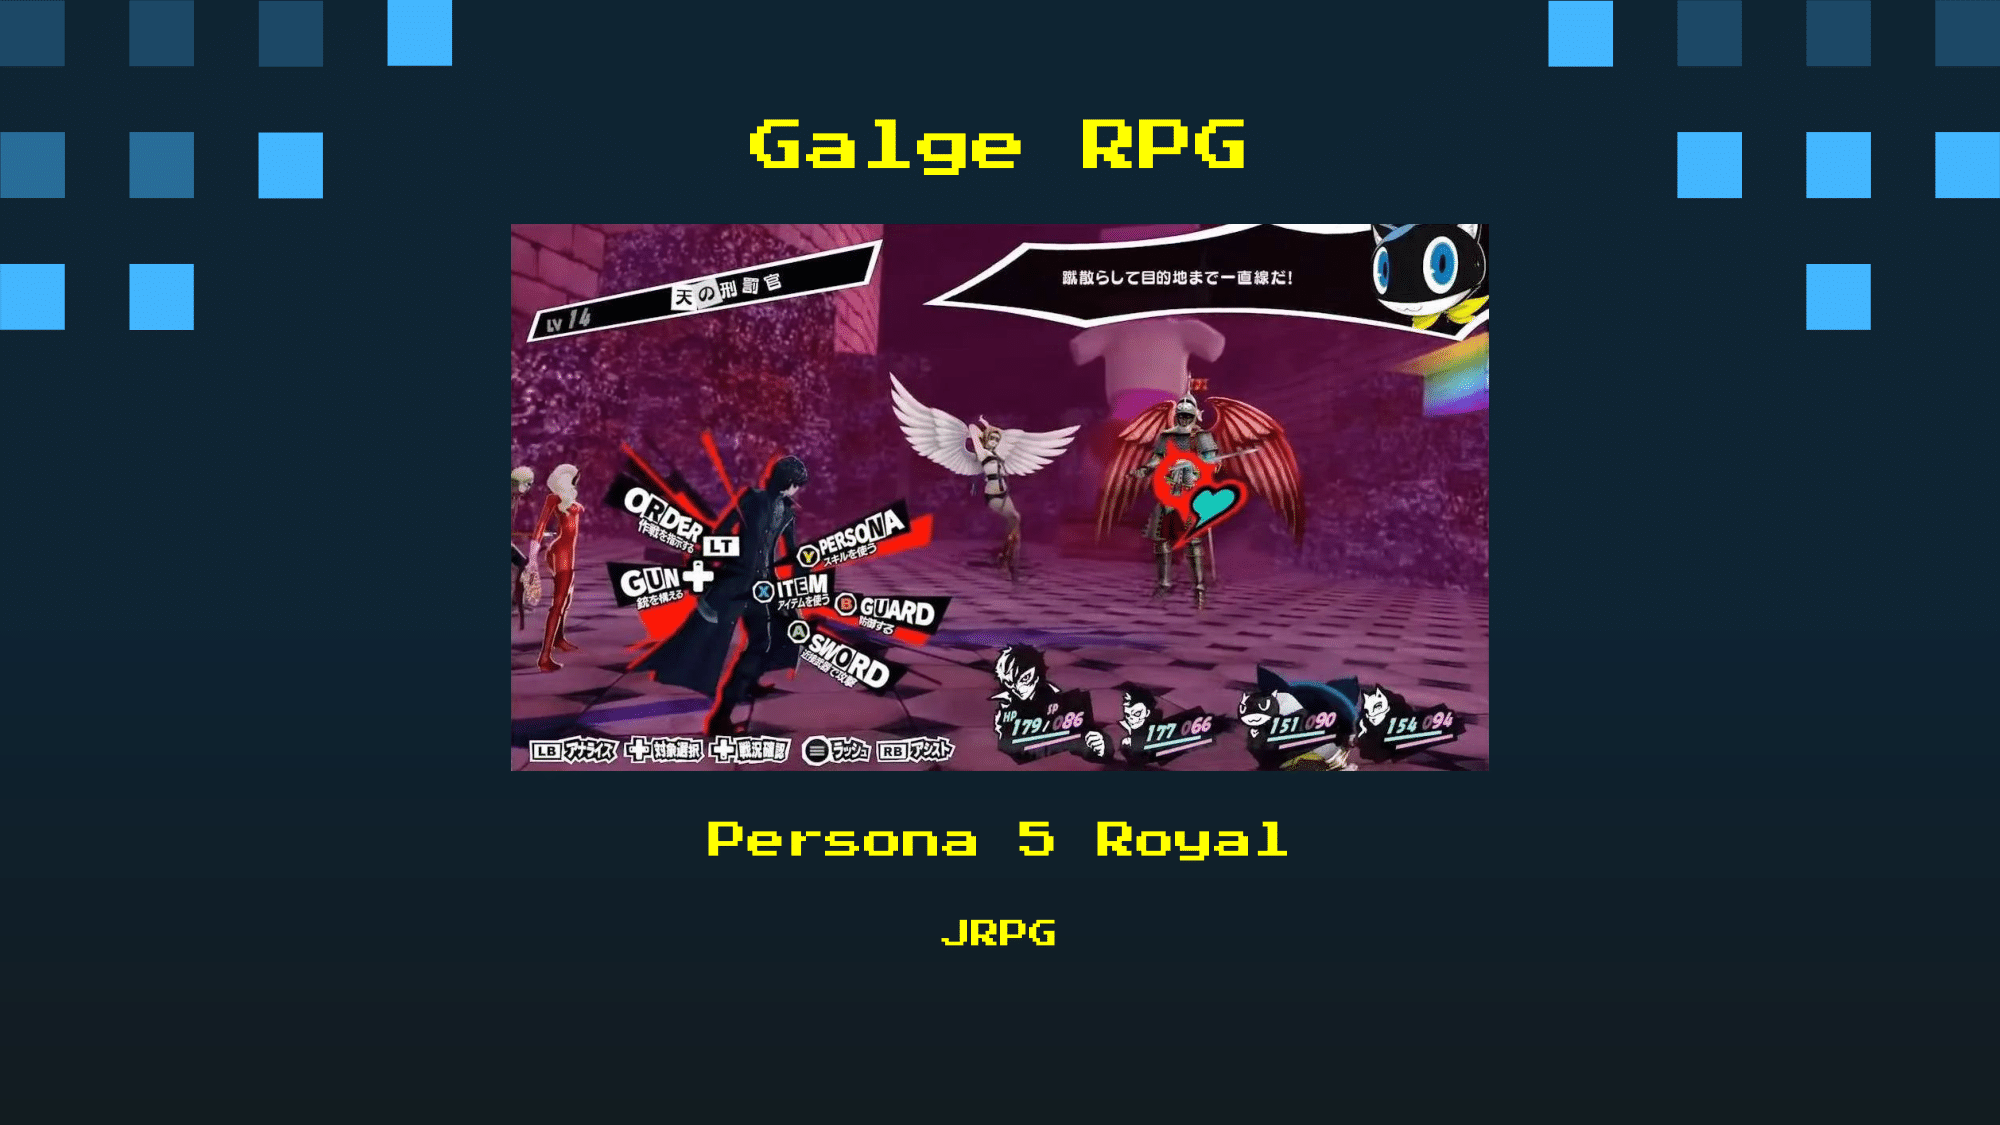 Galge RPG
Lv 14
天の刑罰官
蹴散らして目的地まで一直線だ!
ORDER
作戦を指示する
LT
GUN
銃を構える
Y PERSONA
スキルを使う
X ITEM
アイテムを使う
B GUARD
防御する
A SWORD
近接武器で攻撃
HP 179/ SP 086
177 066
151 090
154 094
LB アナライズ 対象選択 戦況確認 ラッシュ RB アシスト
Persona 5 Royal
JRPG